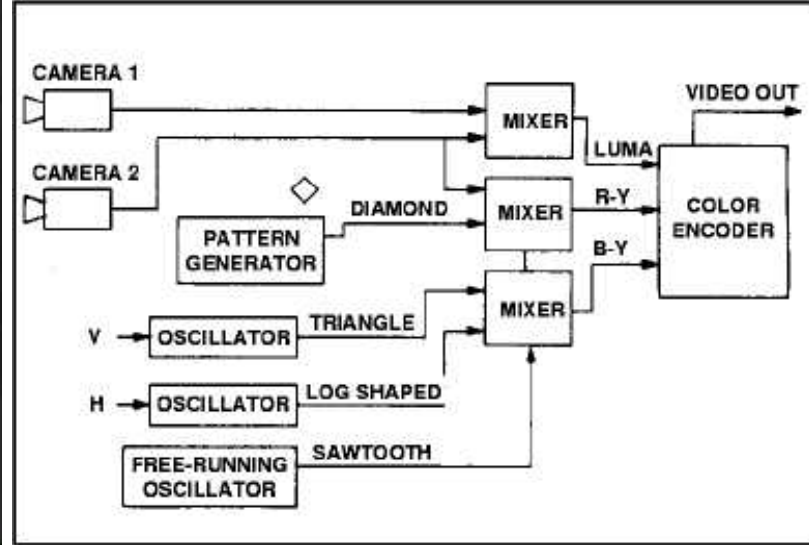 CAMERA 1
VIDEO OUT
MIXER
LUMA
CAMERA 2
R-Y
COLOR
ENCODER
DIAMOND
MIXER
PATTERN
GENERATOR
B-Y
MIXER
V
OSCILLATOR
TRIANGLE
H
OSCILLATOR
LOG SHAPED
FREE-RUNNING
OSCILLATOR
SAWTOOTH